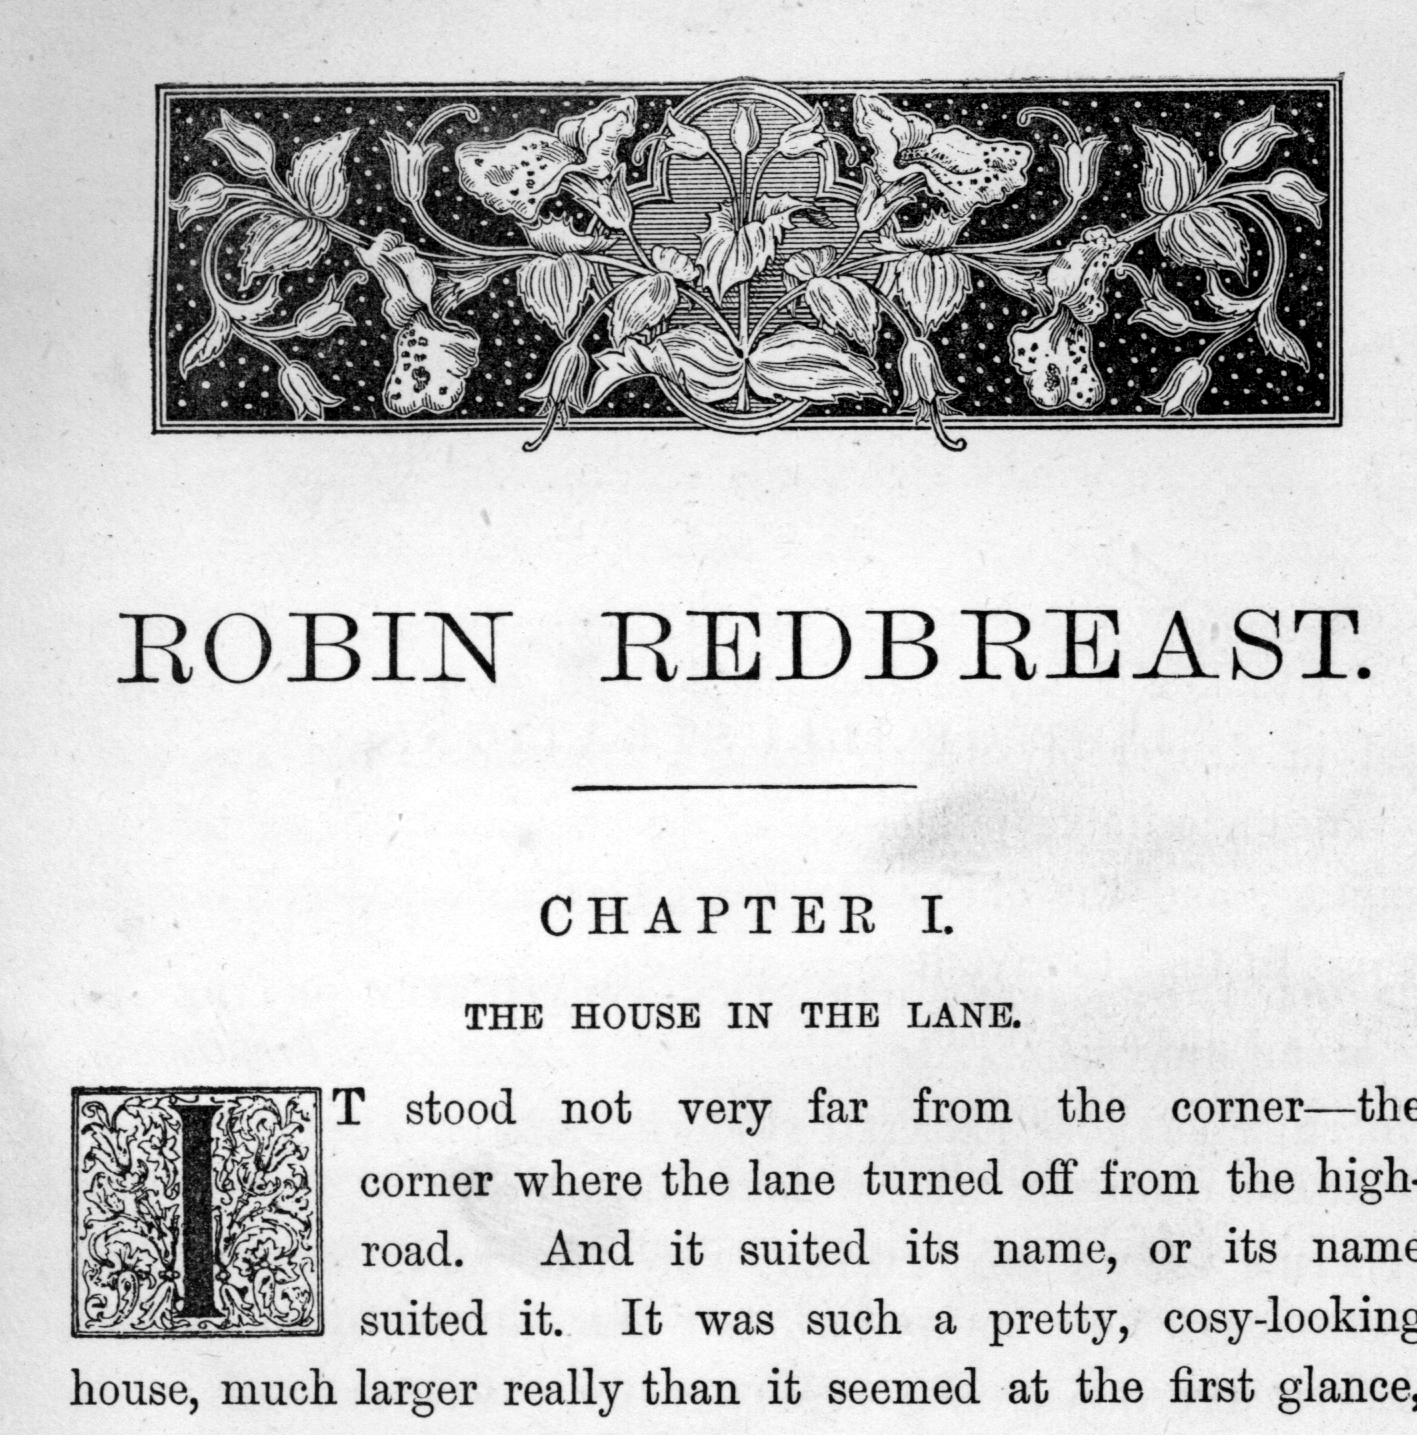 ROBIN REDBREAST.
CHAPTER I.
THE HOUSE IN THE LANE.
IT stood not very far from the corner—the
corner where the lane turned off from the high-
road. And it suited its name, or its name
suited it. It was such a pretty, cosy-looking
house, much larger really than it seemed at the first glance,